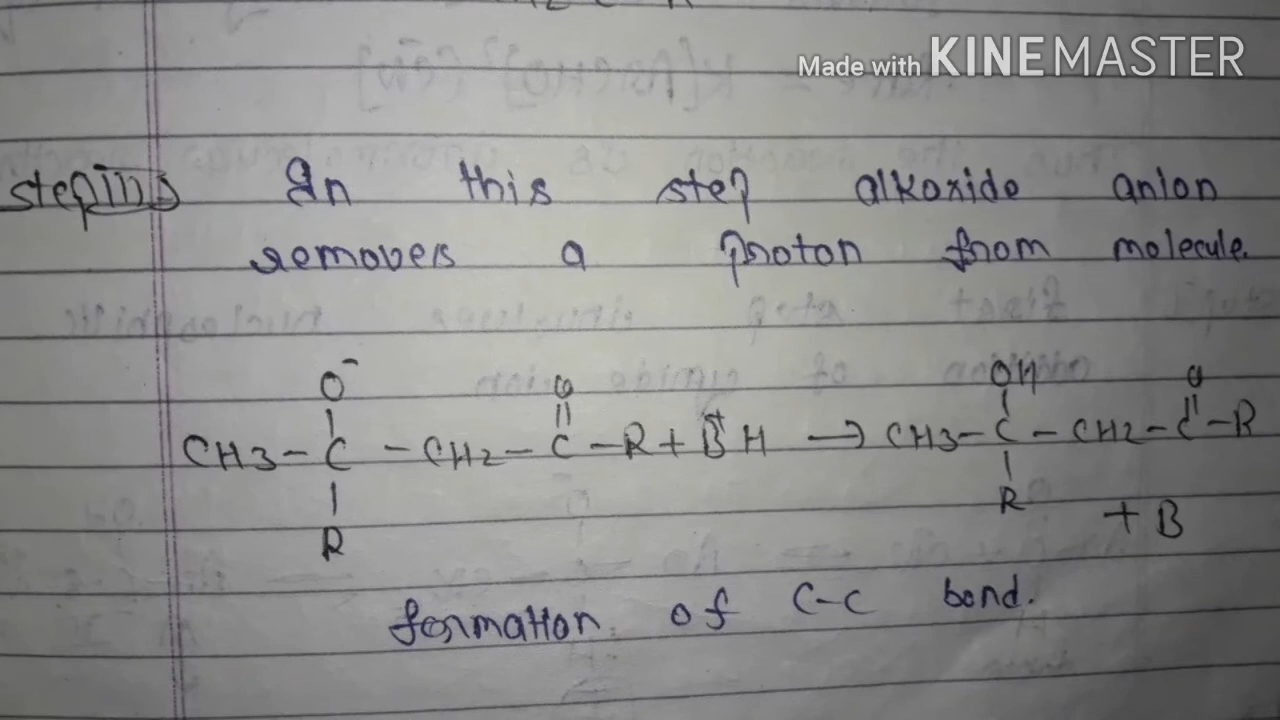 Made with KINEMASTER
step III) In this step alkoxide anion
removes a proton from molecule.
O⁻ O OH O
CH3-C-CH2-C-R+B⁺H → CH3-C-CH2-C-R
R R +B
formation of C-C bond.